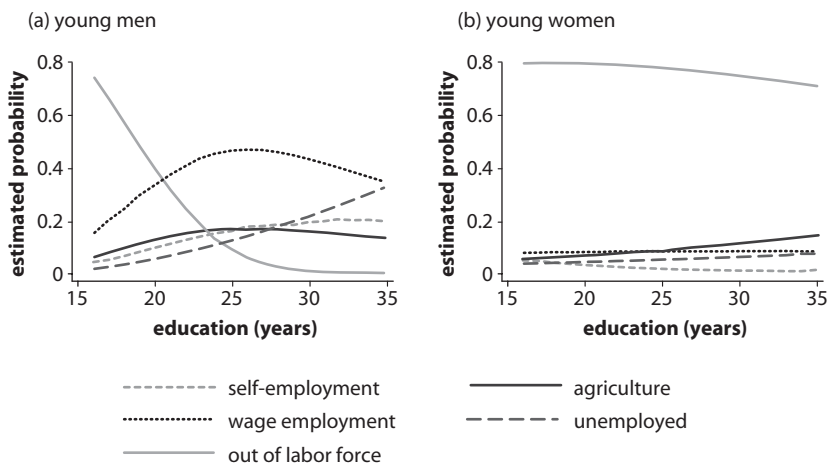 (a) young men
estimated probability
0.8
0.6
0.4
0.2
0
15 20 25 30 35
education (years)
(b) young women
estimated probability
0.8
0.6
0.4
0.2
0
15 20 25 30 35
education (years)
self-employment
wage employment
out of labor force
agriculture
unemployed